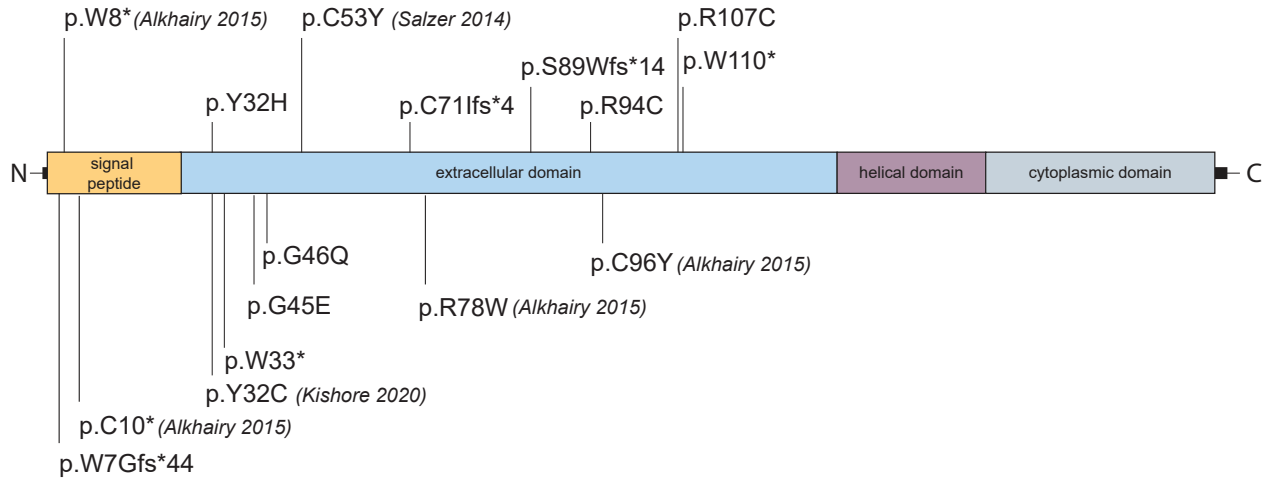 p.W8* (Alkhairy 2015)
p.C53Y (Salzer 2014)
p.R107C
p.W110*
p.S89Wfs*14
p.Y32H
p.C71Ifs*4
p.R94C
N
signal
peptide
extracellular domain
helical domain
cytoplasmic domain
C
p.G46Q
p.C96Y (Alkhairy 2015)
p.G45E
p.R78W (Alkhairy 2015)
p.W33*
p.Y32C (Kishore 2020)
p.C10* (Alkhairy 2015)
p.W7Gfs*44